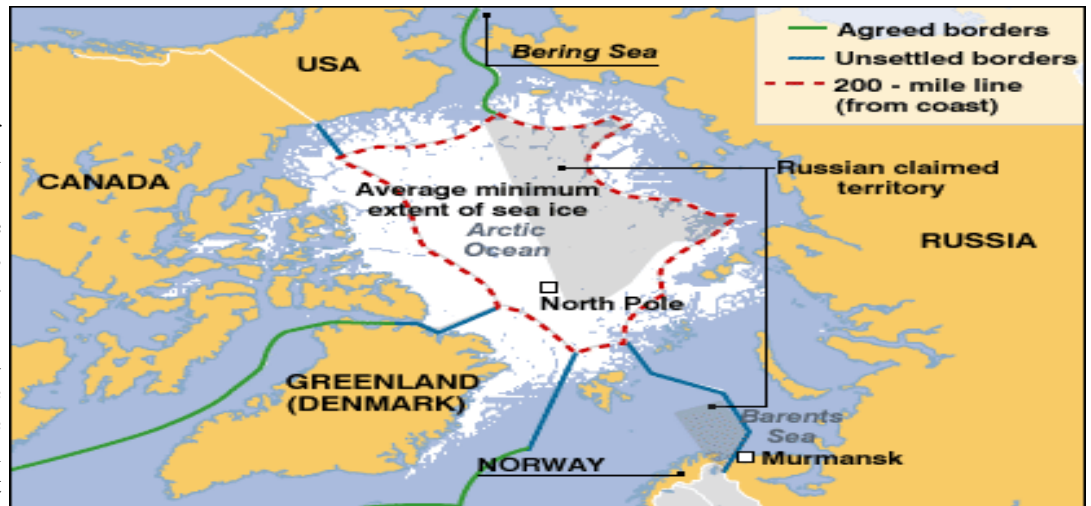 Agreed borders
Unsettled borders
200 - mile line
(from coast)
Bering Sea
USA
CANADA
Average minimum
extent of sea ice
Arctic
Ocean
Russian claimed
territory
RUSSIA
North Pole
GREENLAND
(DENMARK)
Barents
Sea
NORWAY
Murmansk